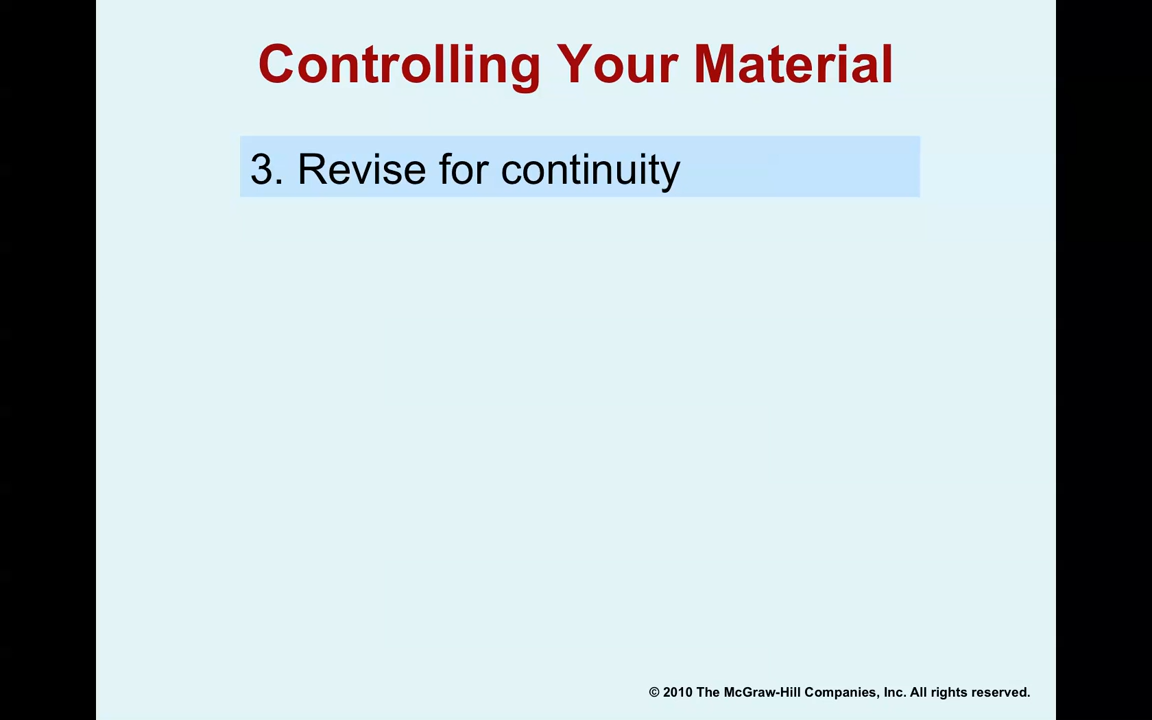 Controlling Your Material
3. Revise for continuity
© 2010 The McGraw-Hill Companies, Inc. All rights reserved.